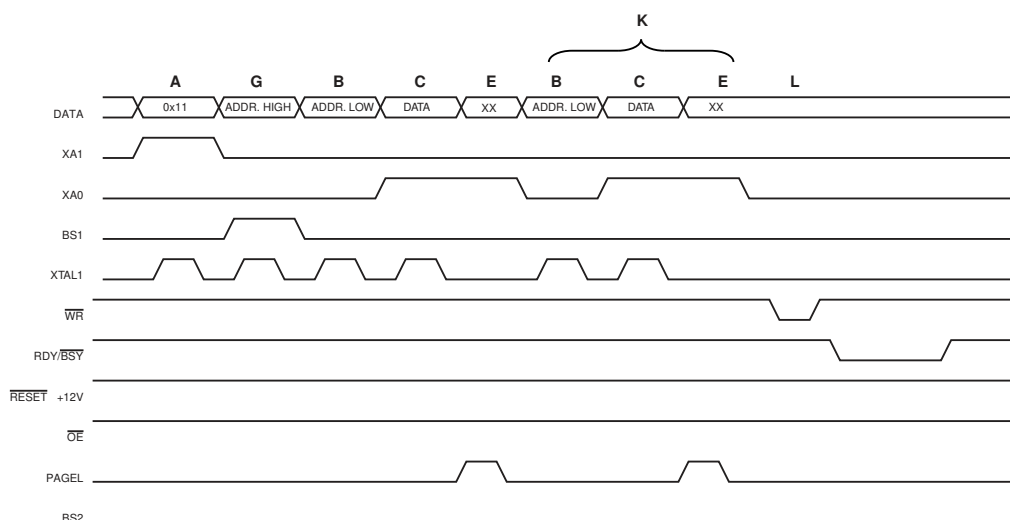 K
A G B C E B C E L
DATA 0x11 ADDR. HIGH ADDR. LOW DATA XX ADDR. LOW DATA XX
XA1
XA0
BS1
XTAL1
WR
RDY/BSY
RESET +12V
OE
PAGEL
BS2